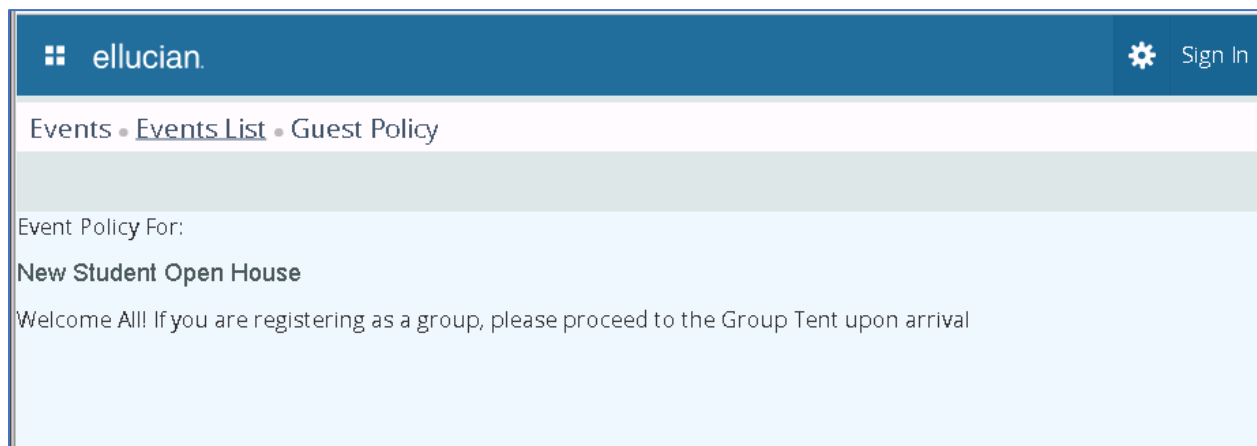 ellucian.
Sign In
Events • Events List • Guest Policy
Event Policy For:
New Student Open House
Welcome All! If you are registering as a group, please proceed to the Group Tent upon arrival